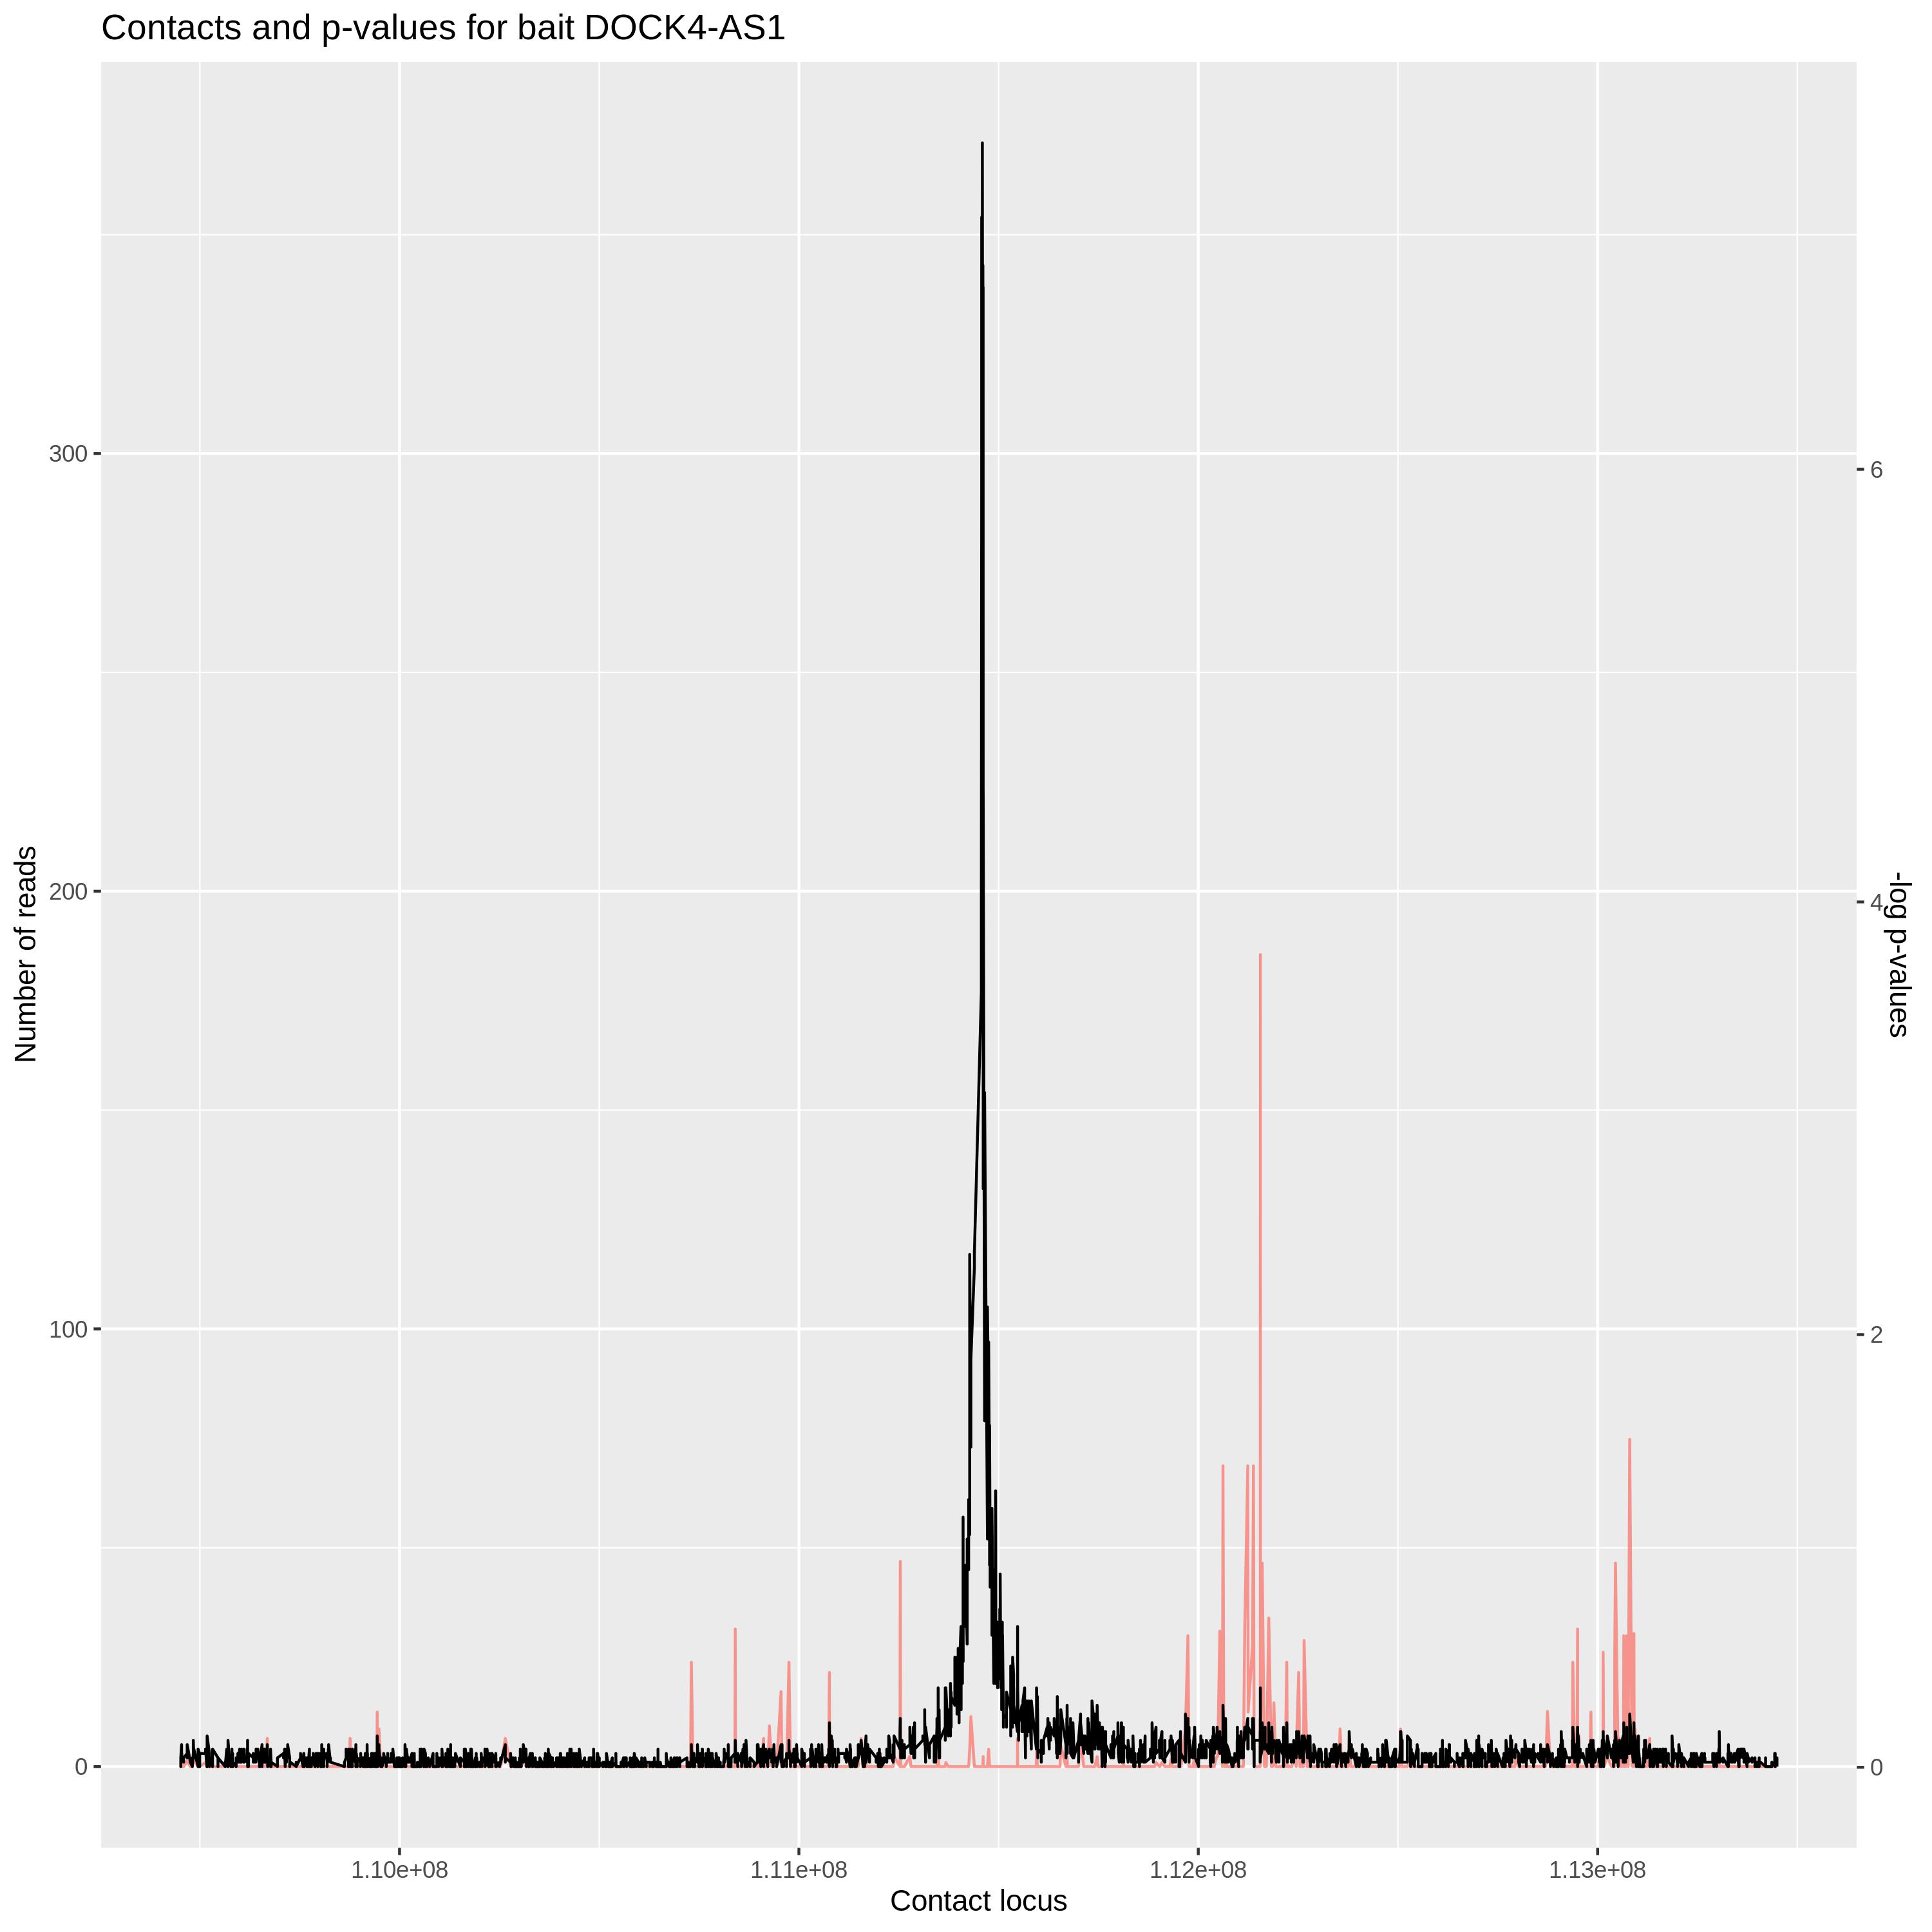 Contacts and p-values for bait DOCK4-AS1
Number of reads
300
200
100
0
6
4
2
0
-log p-values
1.10e+08
1.11e+08
1.12e+08
1.13e+08
Contact locus